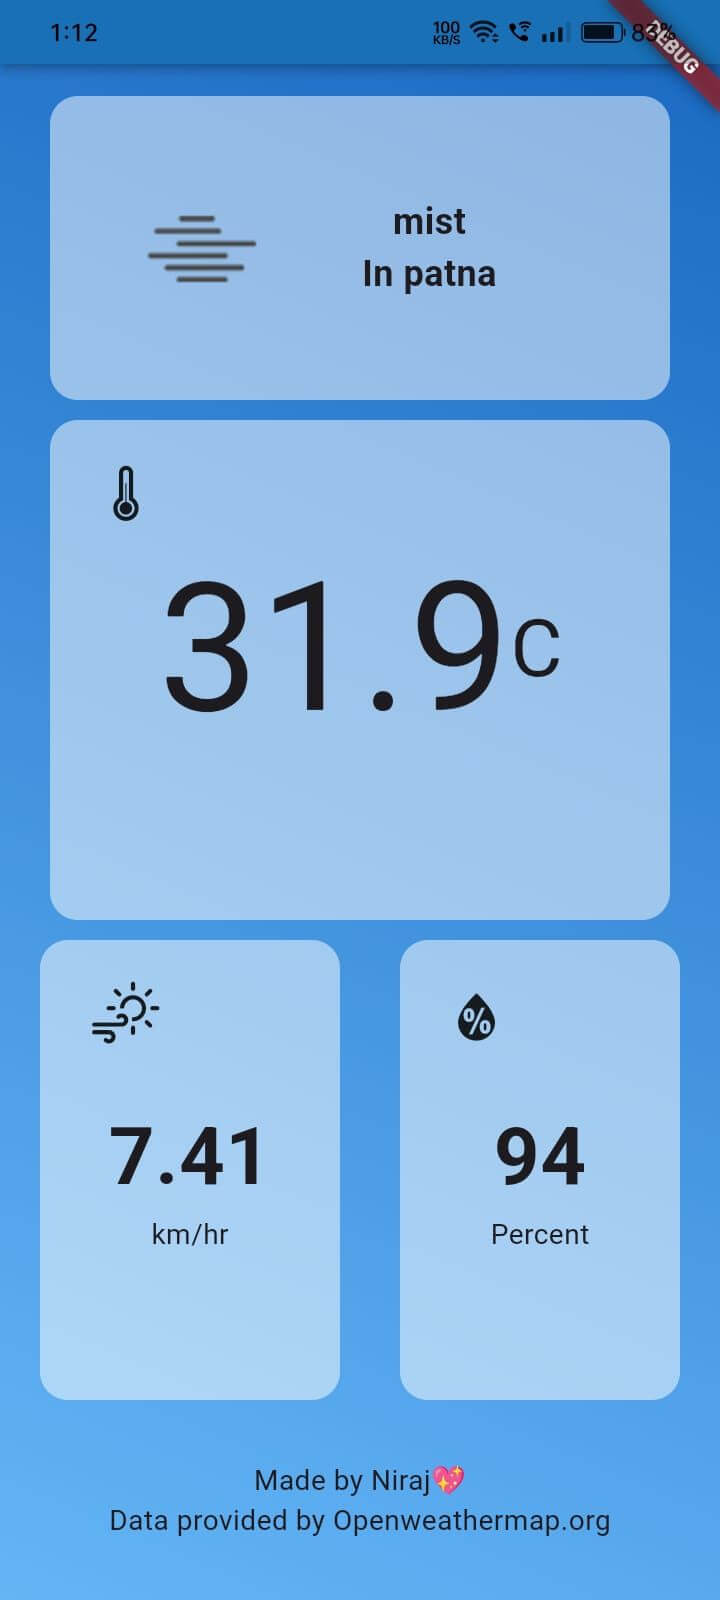 1:12
100
KB/S
83%
DEBUG
mist
In patna
31.9 C
%
7.41
km/hr
94
Percent
Made by Niraj💖
Data provided by Openweathermap.org